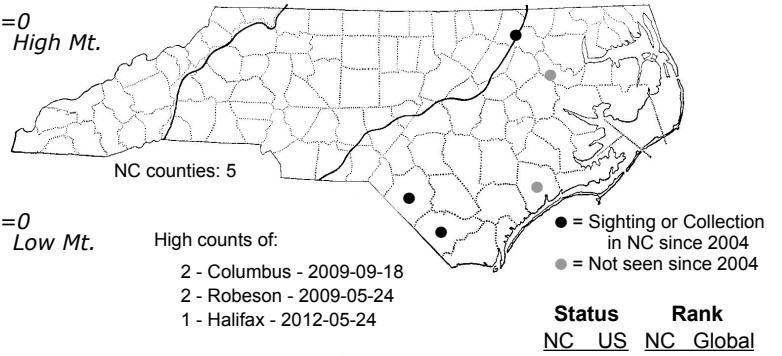 =0
High Mt.
NC counties: 5
=0
Low Mt.
High counts of:
2 - Columbus - 2009-09-18
2 - Robeson - 2009-05-24
1 - Halifax - 2012-05-24
= Sighting or Collection
in NC since 2004
= Not seen since 2004
Status Rank
NC US NC Global